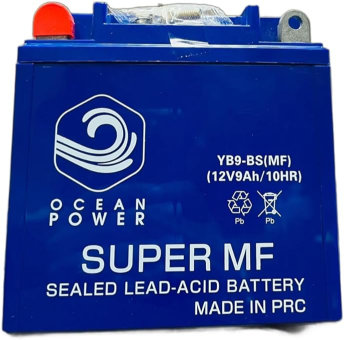 OCEAN
POWER
YB9-BS(MF)
(12V9Ah/10HR)
Pb Pb
SUPER MF
SEALED LEAD-ACID BATTERY
MADE IN PRC